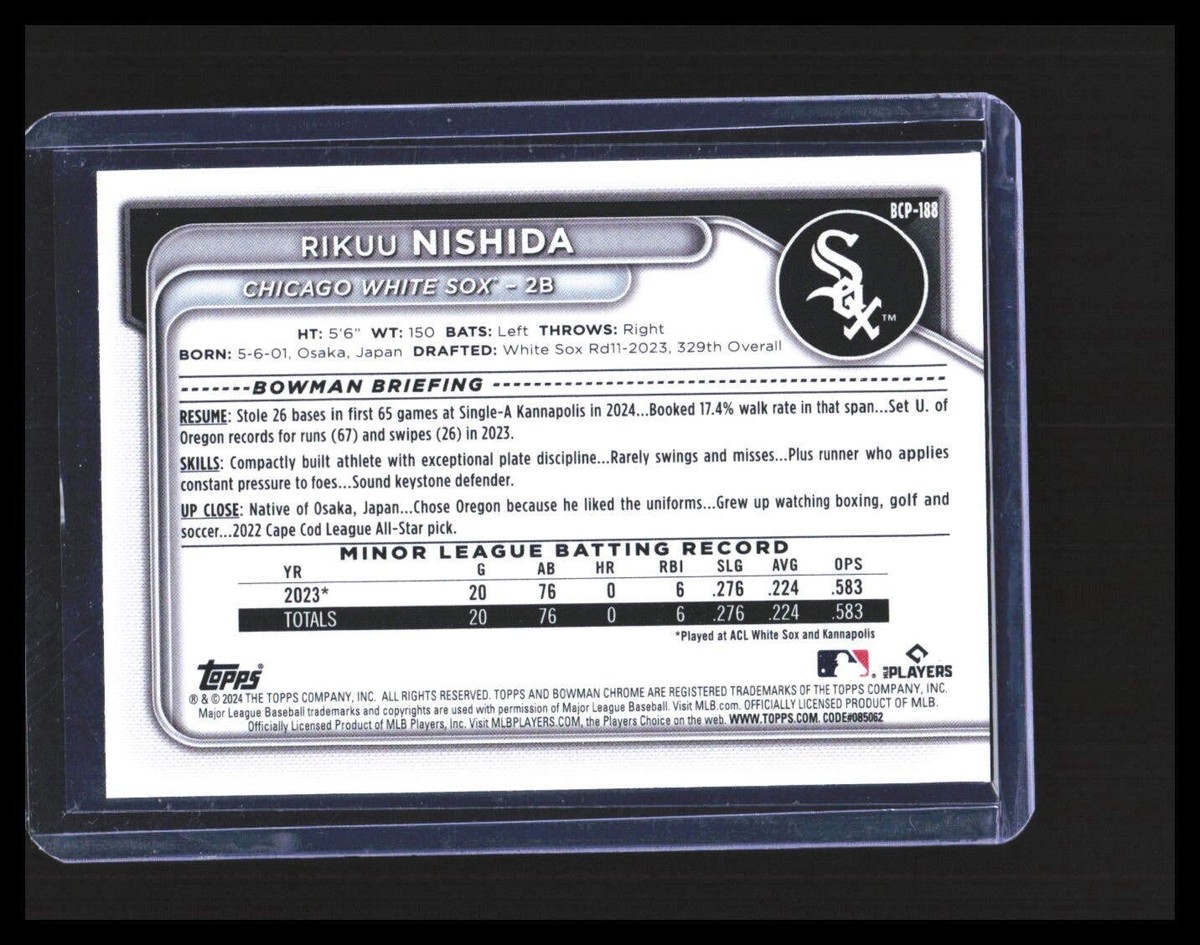 BCP-188
RIKUU NISHIDA
CHICAGO WHITE SOX™ – 2B
SOX™
HT: 5'6" WT: 150 BATS: Left THROWS: Right
BORN: 5-6-01, Osaka, Japan DRAFTED: White Sox Rd11-2023, 329th Overall
BOWMAN BRIEFING
RESUME: Stole 26 bases in first 65 games at Single-A Kannapolis in 2024...Booked 17.4% walk rate in that span...Set U. of
Oregon records for runs (67) and swipes (26) in 2023.
SKILLS: Compactly built athlete with exceptional plate discipline...Rarely swings and misses...Plus runner who applies
constant pressure to foes...Sound keystone defender.
UP CLOSE: Native of Osaka, Japan...Chose Oregon because he liked the uniforms...Grew up watching boxing, golf and
soccer...2022 Cape Cod League All-Star pick.
MINOR LEAGUE BATTING RECORD
YR G AB HR RBI SLG AVG OPS
2023* 20 76 0 6 .276 .224 .583
TOTALS 20 76 0 6 .276 .224 .583
*Played at ACL White Sox and Kannapolis
topps® MLB PLAYERS
® & © 2024 THE TOPPS COMPANY, INC. ALL RIGHTS RESERVED. TOPPS AND BOWMAN CHROME ARE REGISTERED TRADEMARKS OF THE TOPPS COMPANY, INC.
Major League Baseball trademarks and copyrights are used with permission of Major League Baseball. Visit MLB.com. OFFICIALLY LICENSED PRODUCT OF MLB.
Officially Licensed Product of MLB Players, Inc. Visit MLBPLAYERS.COM, the Players Choice on the web. WWW.TOPPS.COM. CODE#085062